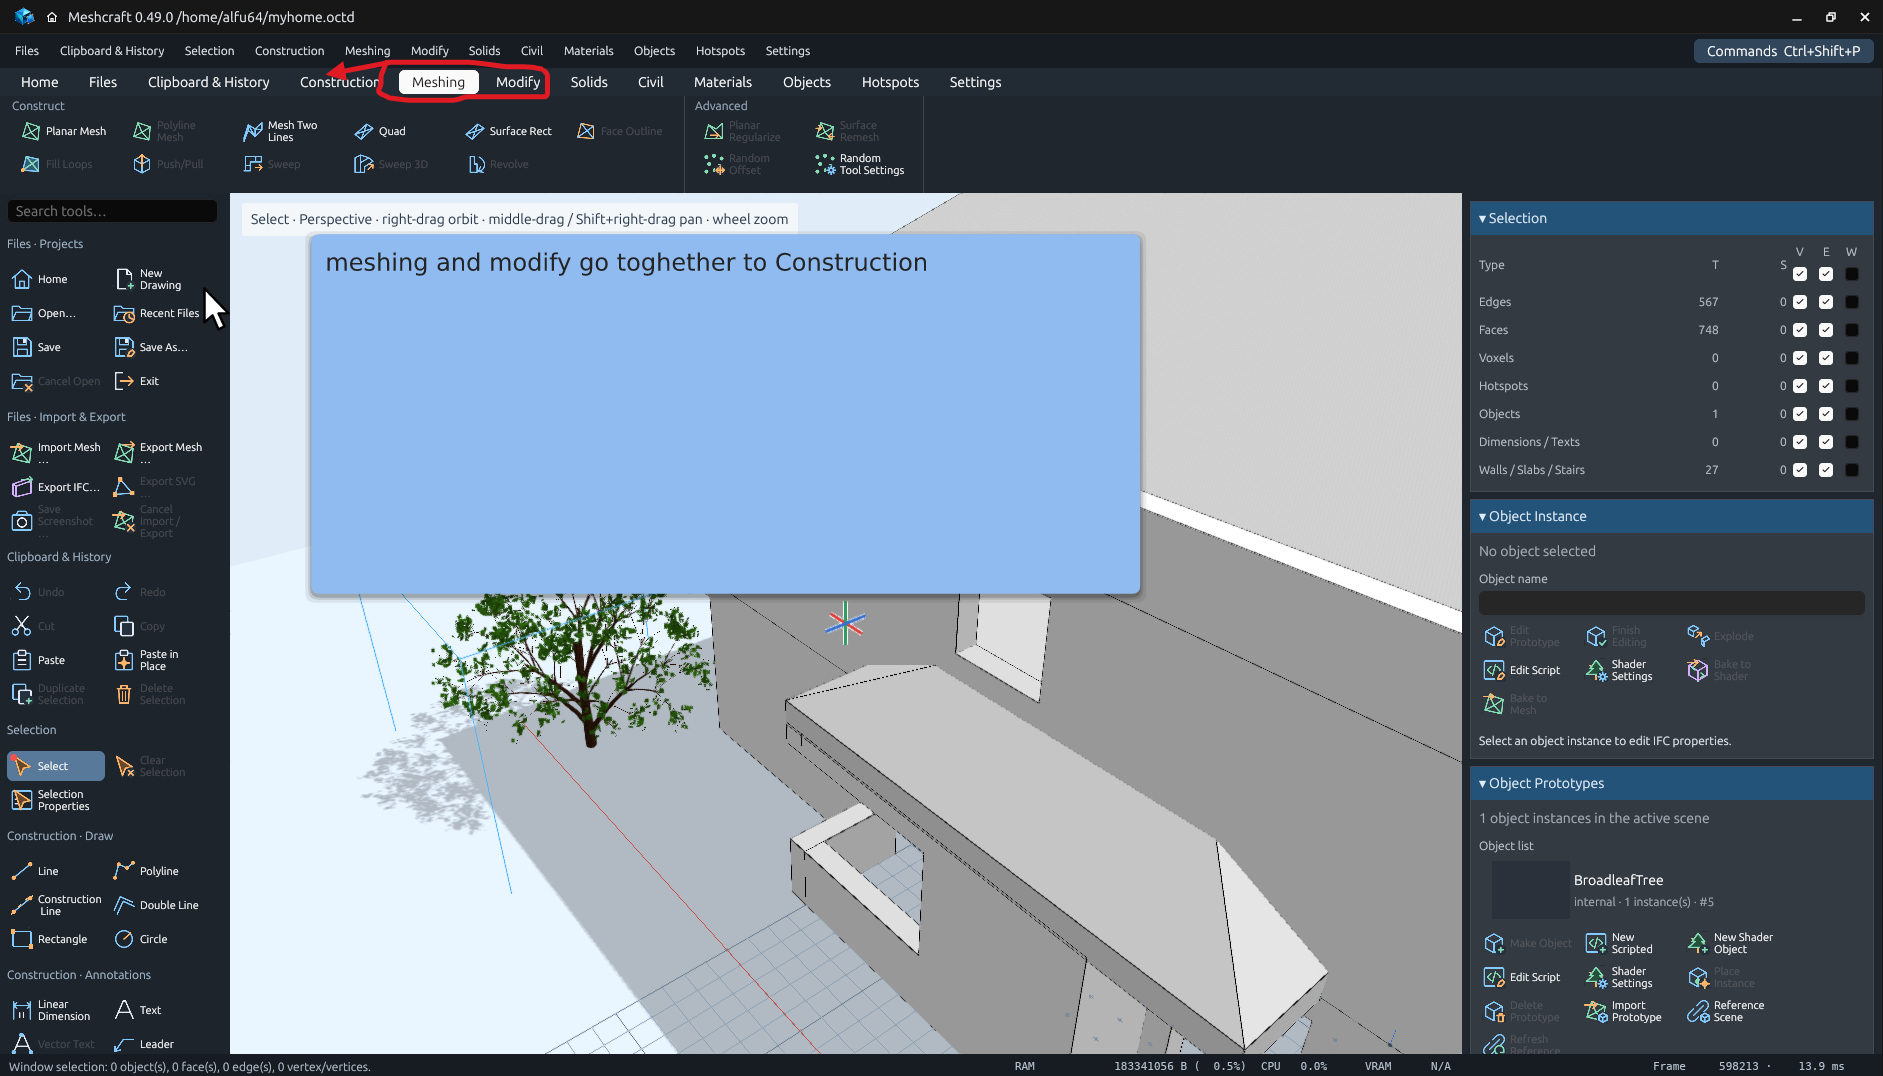 Meshcraft 0.49.0 /home/alfu64/myhome.octd
Files Clipboard & History Selection Construction Meshing Modify Solids Civil Materials Objects Hotspots Settings
Commands Ctrl+Shift+P
Home Files Clipboard & History Construction Meshing Modify Solids Civil Materials Objects Hotspots Settings
Construct
Planar Mesh
Polyline
Mesh
Mesh Two
Lines
Quad
Surface Rect
Face Outline
Fill Loops
Push/Pull
Sweep
Sweep 3D
Revolve
Advanced
Planar
Regularize
Surface
Remesh
Random
Offset
Random
Tool Settings
Search tools...
Files · Projects
Home
New
Drawing
Open...
Recent Files
Save
Save As...
Cancel Open
Exit
Files · Import & Export
Import Mesh
...
Export Mesh
...
Export IFC...
Export SVG
...
Save
Screenshot
...
Cancel
Import /
Export
Clipboard & History
Undo
Redo
Cut
Copy
Paste
Paste in
Place
Duplicate
Selection
Delete
Selection
Selection
Select
Clear
Selection
Selection
Properties
Construction · Draw
Line
Polyline
Construction
Line
Double Line
Rectangle
Circle
Construction · Annotations
Linear
Dimension
Text
Vector Text
Leader
Select · Perspective · right-drag orbit · middle-drag / Shift+right-drag pan · wheel zoom
meshing and modify go toghether to Construction
▾ Selection
V E W
Type T S
Edges 567 0
Faces 748 0
Voxels 0 0
Hotspots 0 0
Objects 1 0
Dimensions / Texts 0 0
Walls / Slabs / Stairs 27 0
▾ Object Instance
No object selected
Object name
Edit
Prototype
Finish
Editing
Explode
Edit Script
Shader
Settings
Bake to
Shader
Bake to
Mesh
Select an object instance to edit IFC properties.
▾ Object Prototypes
1 object instances in the active scene
Object list
BroadleafTree
internal · 1 instance(s) · #5
Make Object
New
Scripted
New Shader
Object
Edit Script
Shader
Settings
Place
Instance
Delete
Prototype
Import
Prototype
Reference
Scene
Refresh
Reference
Window selection: 0 object(s), 0 face(s), 0 edge(s), 0 vertex/vertices.
RAM 183341056 B ( 0.5%) CPU 0.0% VRAM N/A Frame 598213 · 13.9 ms